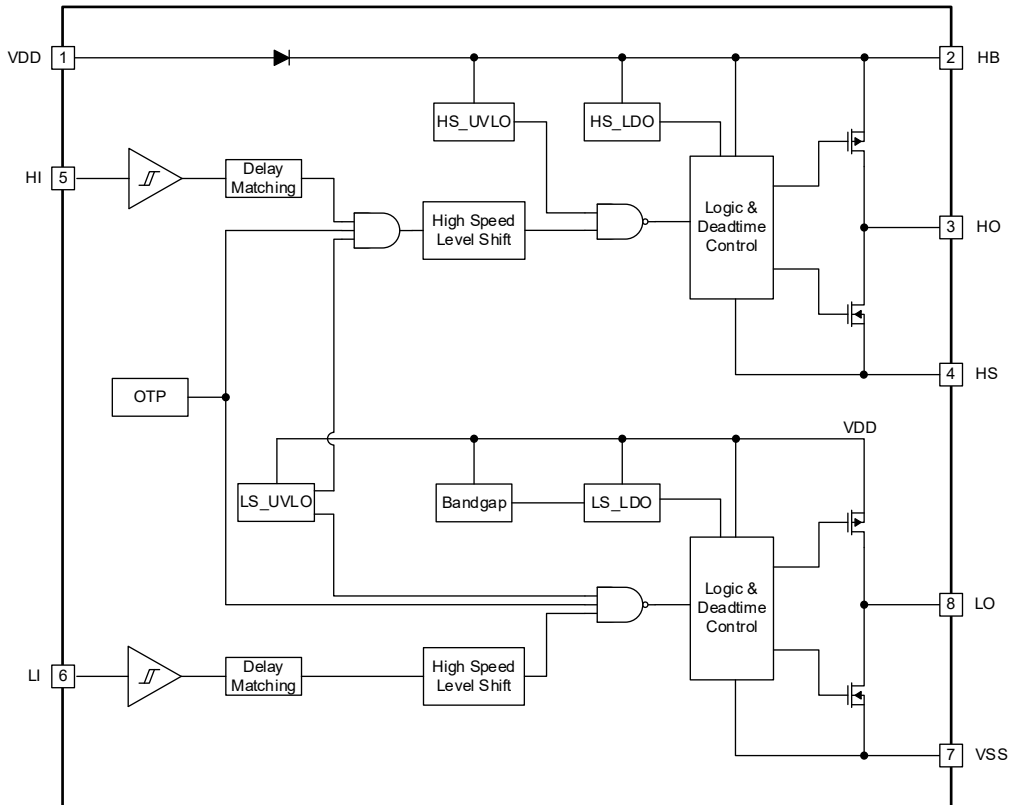 VDD 1
2 HB
HS_UVLO
HS_LDO
HI 5
Delay
Matching
High Speed
Level Shift
Logic &
Deadtime
Control
3 HO
4 HS
OTP
VDD
LS_UVLO
Bandgap
LS_LDO
Logic &
Deadtime
Control
8 LO
LI 6
Delay
Matching
High Speed
Level Shift
7 VSS